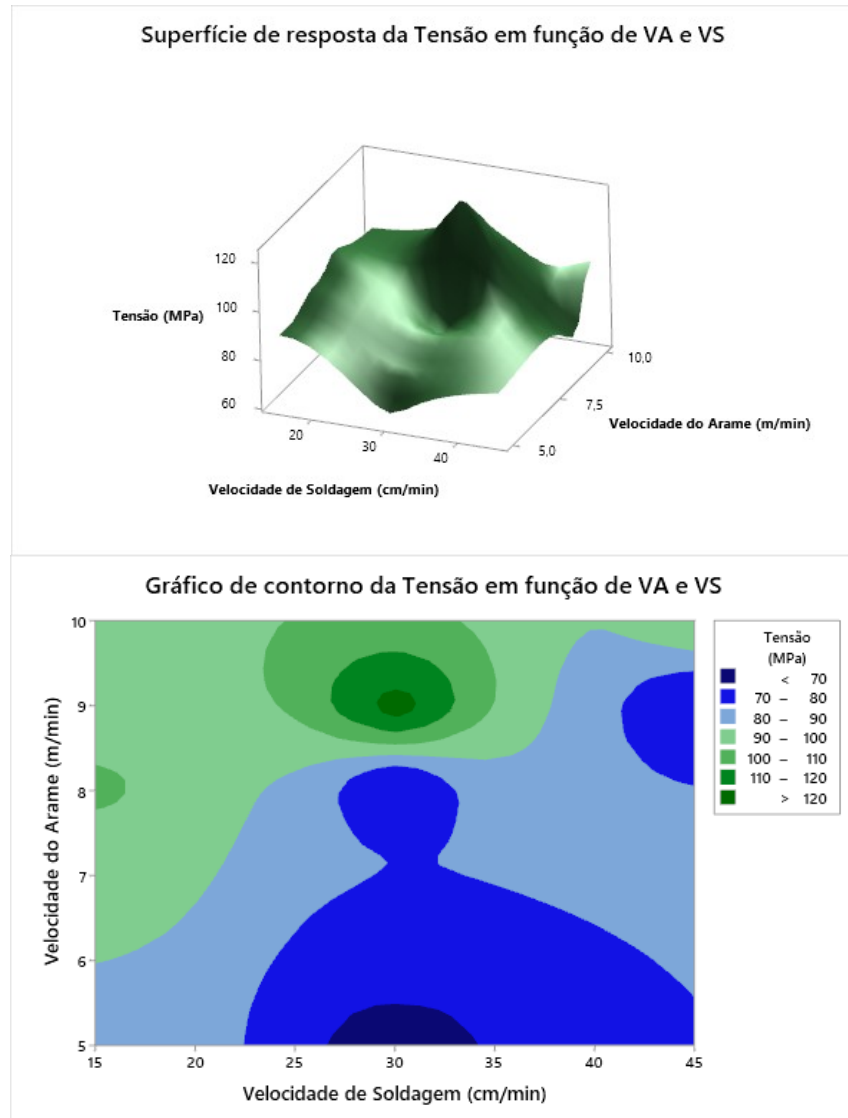 Superfície de resposta da Tensão em função de VA e VS
120
100
80
60
Tensão (MPa)
20
30
40
Velocidade de Soldagem (cm/min)
10,0
7,5
5,0
Velocidade do Arame (m/min)
Gráfico de contorno da Tensão em função de VA e VS
10
9
8
7
6
5
Velocidade do Arame (m/min)
15 20 25 30 35 40 45
Velocidade de Soldagem (cm/min)
Tensão
(MPa)
< 70
70 – 80
80 – 90
90 – 100
100 – 110
110 – 120
> 120